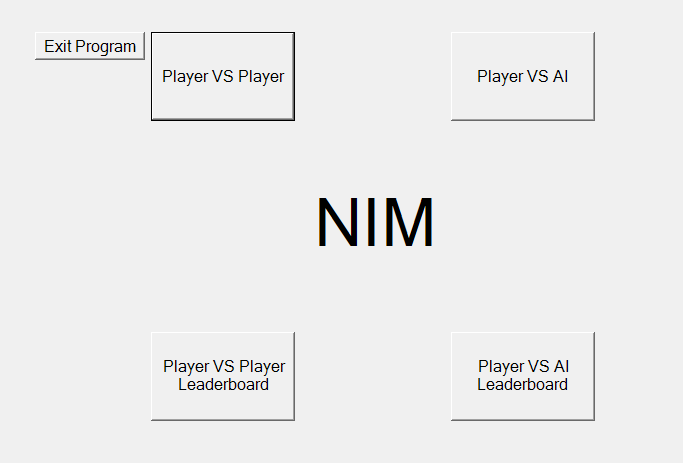 Exit Program
Player VS Player
Player VS AI
NIM
Player VS Player
Leaderboard
Player VS AI
Leaderboard